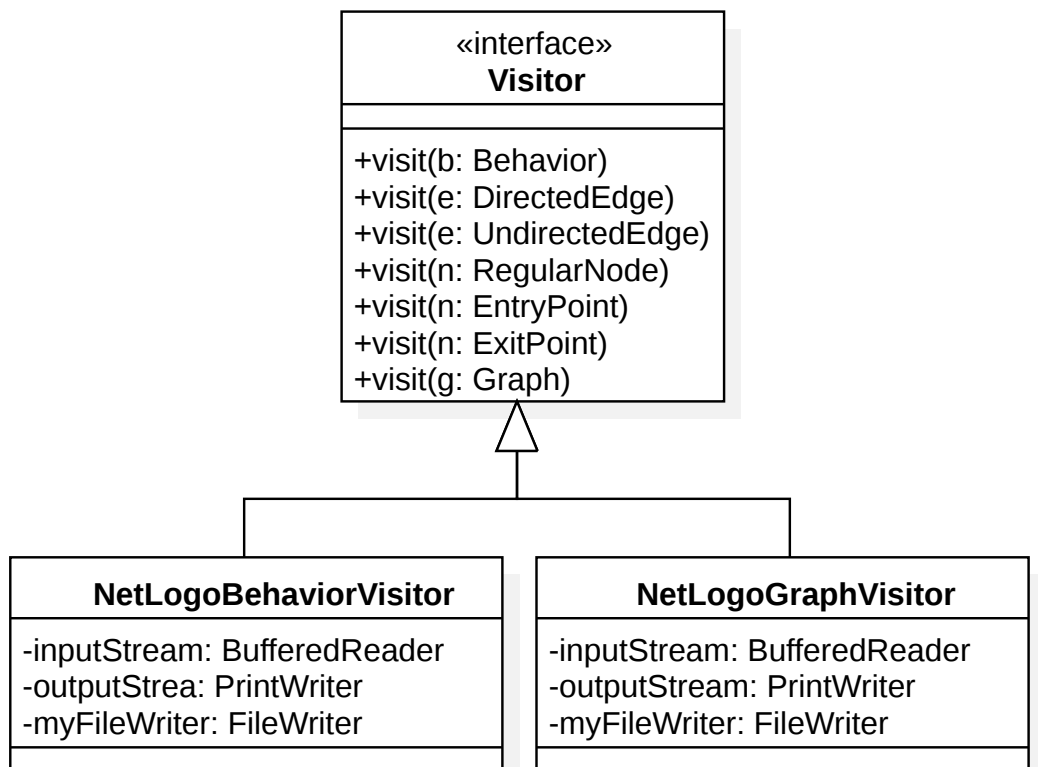 «interface»
Visitor
+visit(b: Behavior)
+visit(e: DirectedEdge)
+visit(e: UndirectedEdge)
+visit(n: RegularNode)
+visit(n: EntryPoint)
+visit(n: ExitPoint)
+visit(g: Graph)
NetLogoBehaviorVisitor
-inputStream: BufferedReader
-outputStrea: PrintWriter
-myFileWriter: FileWriter
NetLogoGraphVisitor
-inputStream: BufferedReader
-outputStream: PrintWriter
-myFileWriter: FileWriter